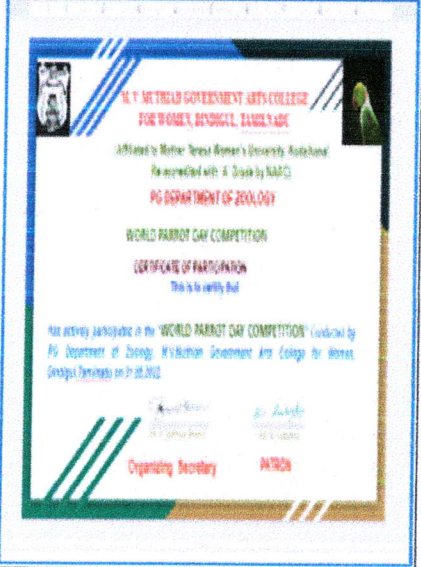 M.V. MUTHIAH GOVERNMENT ARTS COLLEGE
FOR WOMEN, DINDIGUL, TAMILNADU
(Affiliated to Mother Teresa Women's University, Kodaikanal
Re-accredited with 'A' Grade by NAAC)
PG DEPARTMENT OF ZOOLOGY
WORLD PARROT DAY COMPETITION
CERTIFICATE OF PARTICIPATION
This is to certify that
has actively participated in the "WORLD PARROT DAY COMPETITION" Conducted by
PG Department of Zoology, M.V.Muthiah Government Arts College for Women,
Dindigul,Tamilnadu on
Organizing Secretary PATRON